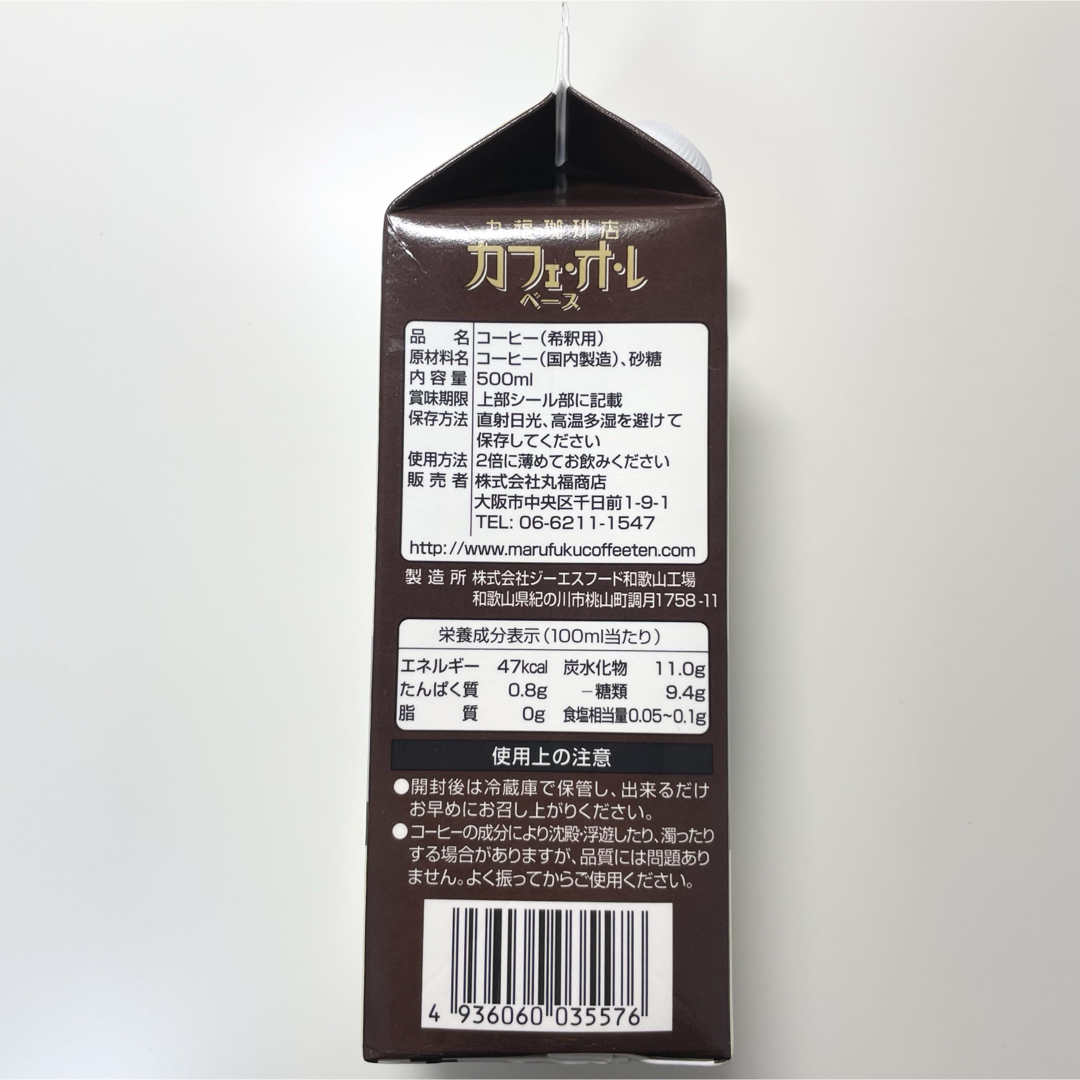 丸福珈琲店
カフェ・オ・レ
ベース
品名 コーヒー(希釈用)
原材料名 コーヒー(国内製造)、砂糖
内容量 500ml
賞味期限 上部シール部に記載
保存方法 直射日光、高温多湿を避けて
保存してください
使用方法 2倍に薄めてお飲みください
販売者 株式会社丸福商店
大阪市中央区千日前1-9-1
TEL: 06-6211-1547
http://www.marufukucoffeeten.com
製造所 株式会社ジーエスフード和歌山工場
和歌山県紀の川市桃山町調月1758-11
栄養成分表示(100ml当たり)
エネルギー 47kcal 炭水化物 11.0g
たんぱく質 0.8g −糖類 9.4g
脂質 0g 食塩相当量0.05~0.1g
使用上の注意
●開封後は冷蔵庫で保管し、出来るだけ
お早めにお召し上がりください。
●コーヒーの成分により沈殿・浮遊したり、濁ったり
する場合がありますが、品質には問題あり
ません。よく振ってからご使用ください。
4 936060 035576